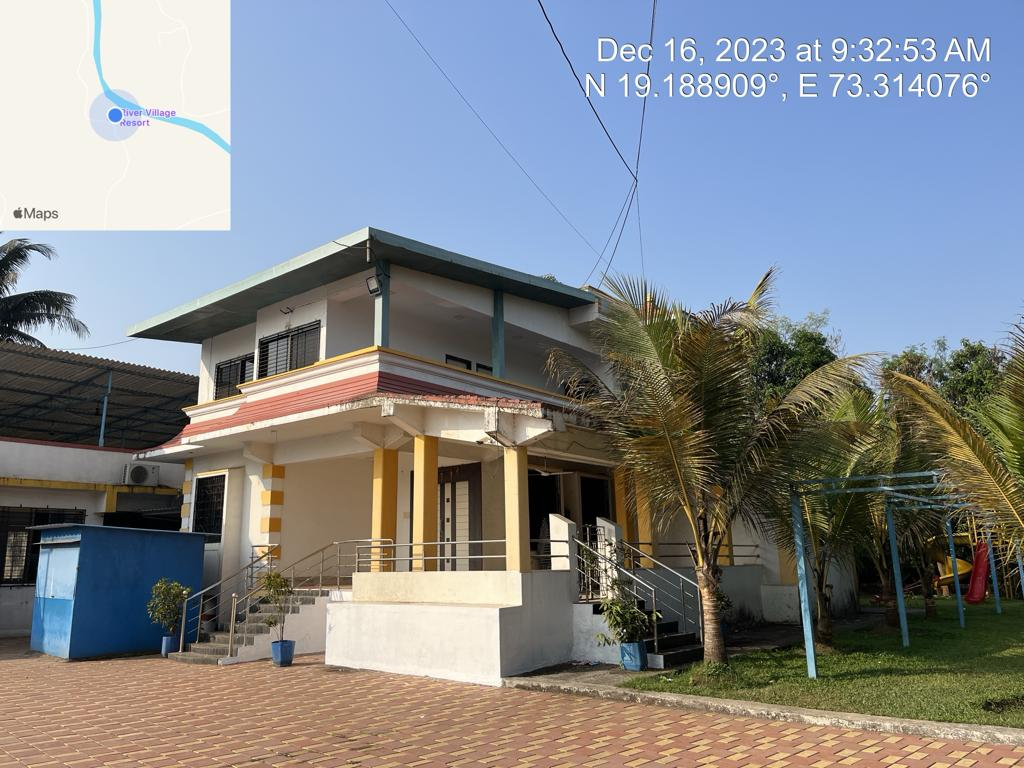 Dec 16, 2023 at 9:32:53 AM
N 19.188909°, E 73.314076°
River Village
Resort
Maps